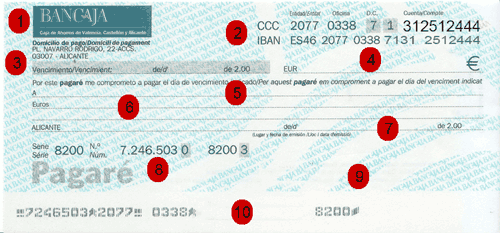 1
BANCAJA
Caja de Ahorros de Valencia, Castellón y Alicante
Domicilio de pago/Domicili de pagament
PL. NAVARRO RODRIGO, 22-ACCS.
03007 - ALICANTE
2
Entidad/Entitat Oficina D.C. Cuenta/Compte
CCC 2077 0338 7 1 312512444
IBAN ES46 2077 0338 7131 2512444
3
Vencimiento/Venciment: de/d' de 2.00
EUR
4
€
Por este pagaré me comprometo a pagar el día de vencimiento indicado/Per aquest pagaré em compromet a pagar el día del venciment indicat
5
A
Euros
6
ALICANTE de/d' de 2.00
7
(Lugar y fecha de emisión /Lloc i data d'emissió)
Serie
Sèrie 8200 N.º
Núm. 7.246.503 0 8200 3
8
Pagaré
9
7246503 2077 0338 8200
10